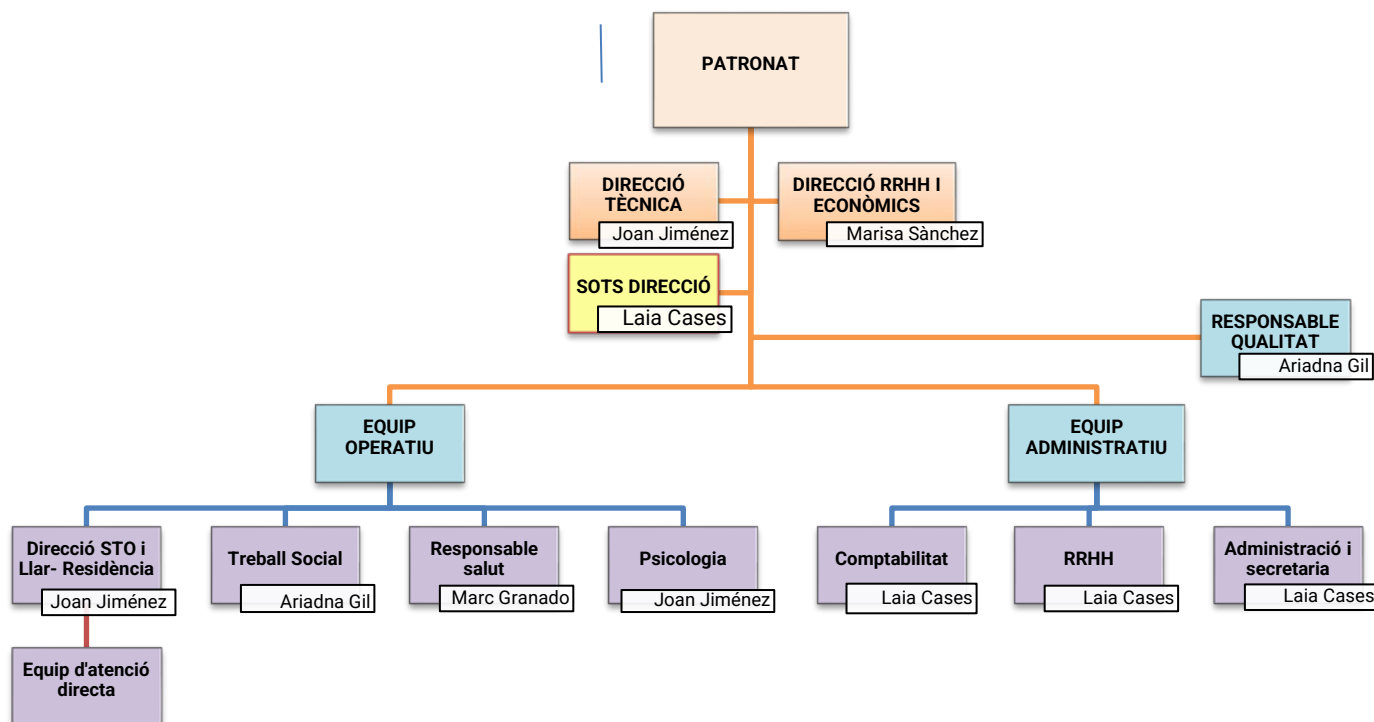 PATRONAT
DIRECCIÓ
TÈCNICA
Joan Jiménez
DIRECCIÓ RRHH I
ECONÒMICS
Marisa Sànchez
SOTS DIRECCIÓ
Laia Cases
RESPONSABLE
QUALITAT
Ariadna Gil
EQUIP
OPERATIU
EQUIP
ADMINISTRATIU
Direcció STO i
Llar- Residència
Joan Jiménez
Treball Social
Ariadna Gil
Responsable
salut
Marc Granado
Psicologia
Joan Jiménez
Comptabilitat
Laia Cases
RRHH
Laia Cases
Administració i
secretaria
Laia Cases
Equip d'atenció
directa